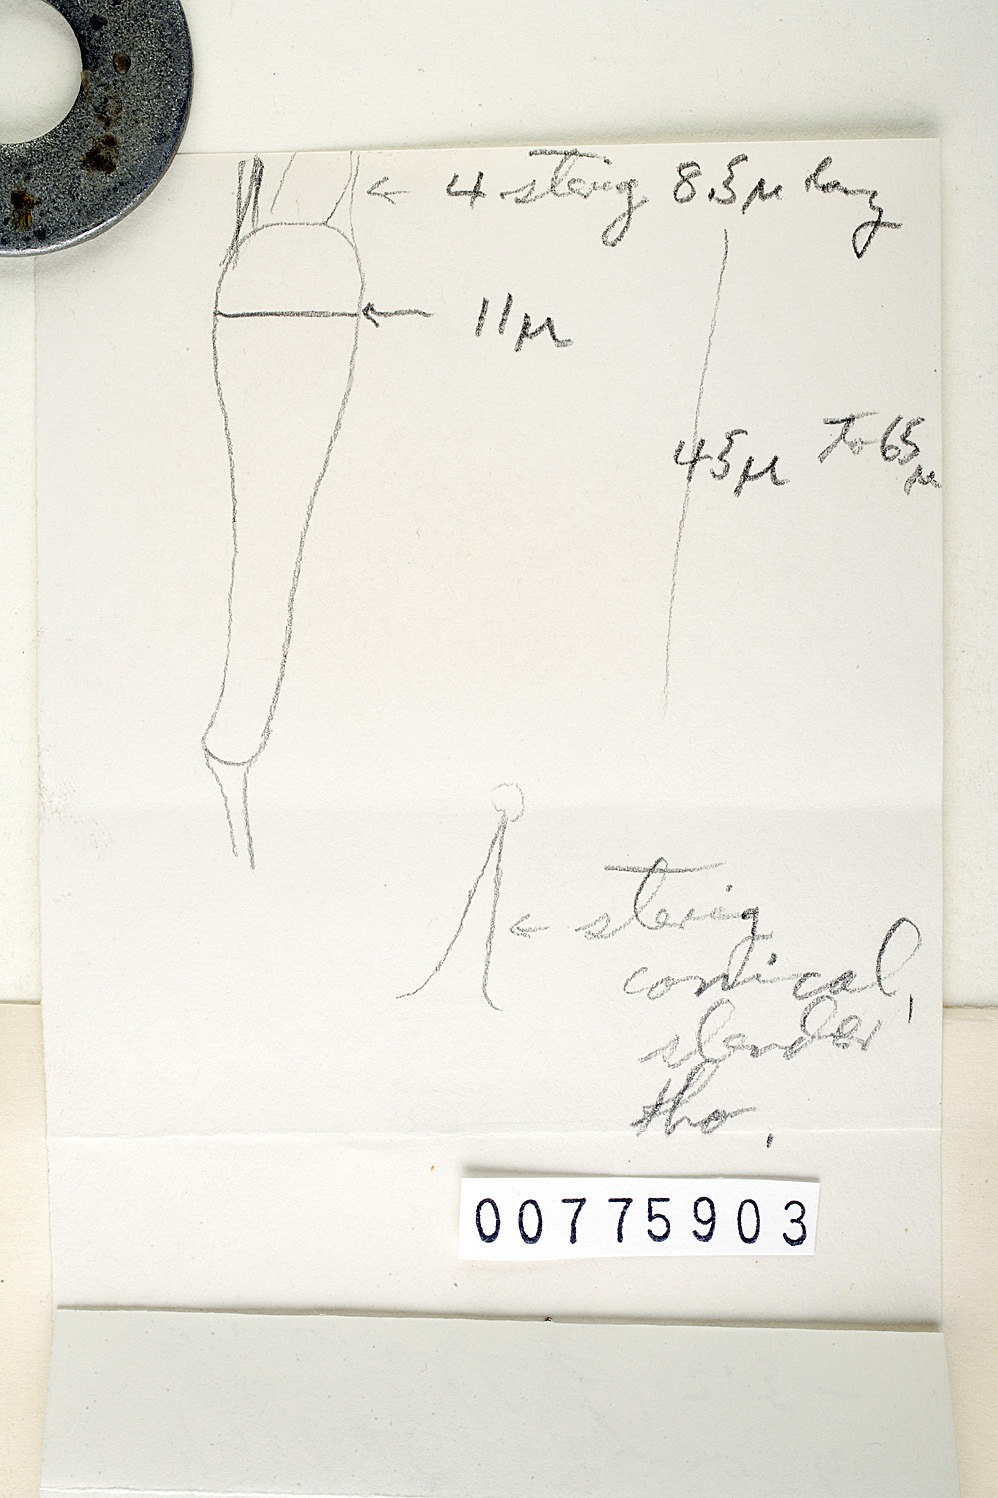 ← 4 sterig 8.5µ long
← 11µ
45µ to 65µ
← sterig
conical,
slender
tho,
00775903